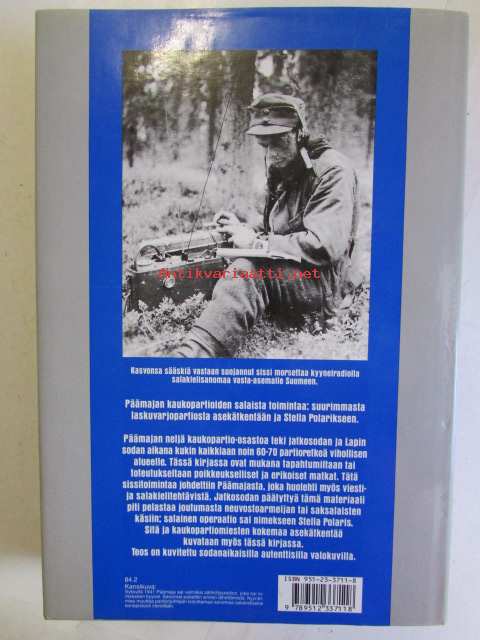 Antikvariaatti.net
Kasvonsa sääskiä vastaan suojannut sissi morsettaa kyynelradiolla
salakielisanomaa vasta-asemalle Suomeen.
Päämajan kaukopartioiden salaista toimintaa: suurimmasta
laskuvarjopartiosta asekätkentään ja Stella Polarikseen.
Päämajan neljä kaukopartio-osastoa teki jatkosodan ja Lapin
sodan aikana kukin kaikkiaan noin 60-70 partioretkeä vihollisen
alueelle. Tässä kirjassa ovat mukana tapahtumiltaan tai
toteutukseltaan poikkeukselliset ja erikoiset matkat. Tätä
sissitoimintaa johdettiin Päämajasta, joka huolehti myös viesti-
ja salakielitehtävistä. Jatkosodan päätyttyä tämä materiaali
piti pelastaa joutumasta neuvostoarmeijan tai saksalaisten
käsiin; salainen operaatio sai nimekseen Stella Polaris.
Sitä ja kaukopartiomiesten kokemaa asekätkentää
kuvataan myös tässä kirjassa.
Teos on kuvitettu sodanaikaisilla autenttisilla valokuvilla.
84.2
Kansikuva:
ISBN 951-23-3711-8
9 789512 337118